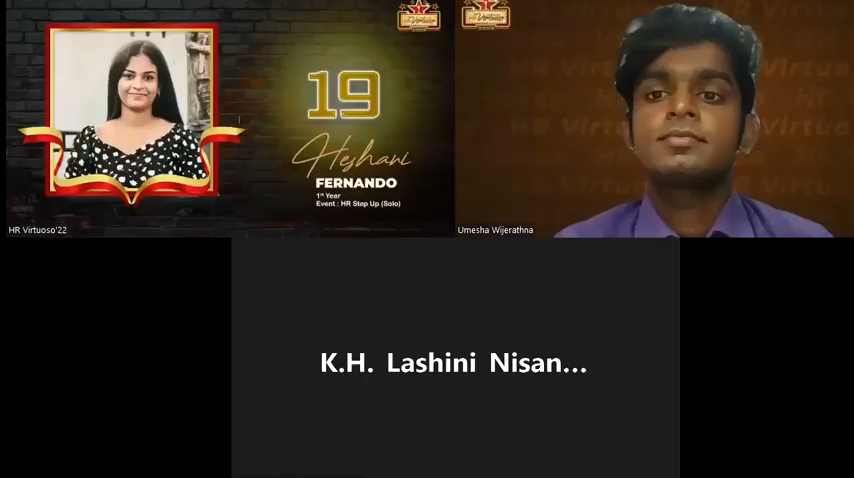 19
Heshani
FERNANDO
1st Year
Event : HR Step Up (Solo)
HR Virtuoso'22
Umesha Wijerathna
K.H. Lashini Nisan...